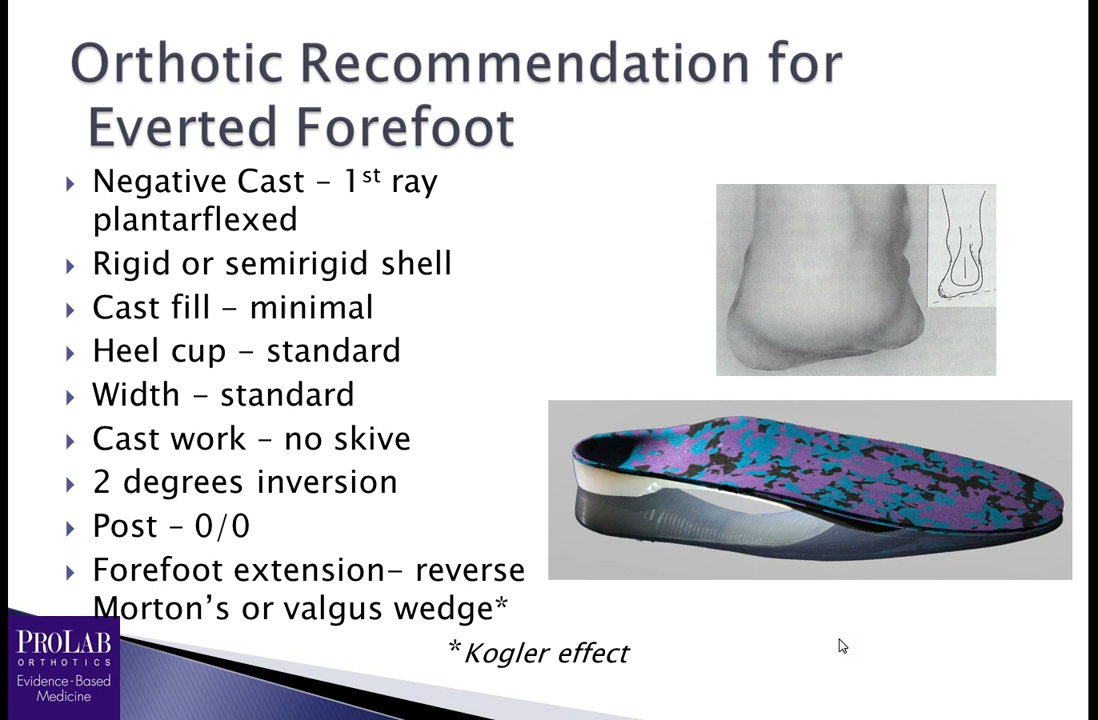 Orthotic Recommendation for
Everted Forefoot
Negative Cast – 1st ray
plantarflexed
Rigid or semirigid shell
Cast fill – minimal
Heel cup – standard
Width – standard
Cast work – no skive
2 degrees inversion
Post – 0/0
Forefoot extension– reverse
Morton’s or valgus wedge*
*Kogler effect
PROLAB
ORTHOTICS
Evidence-Based
Medicine